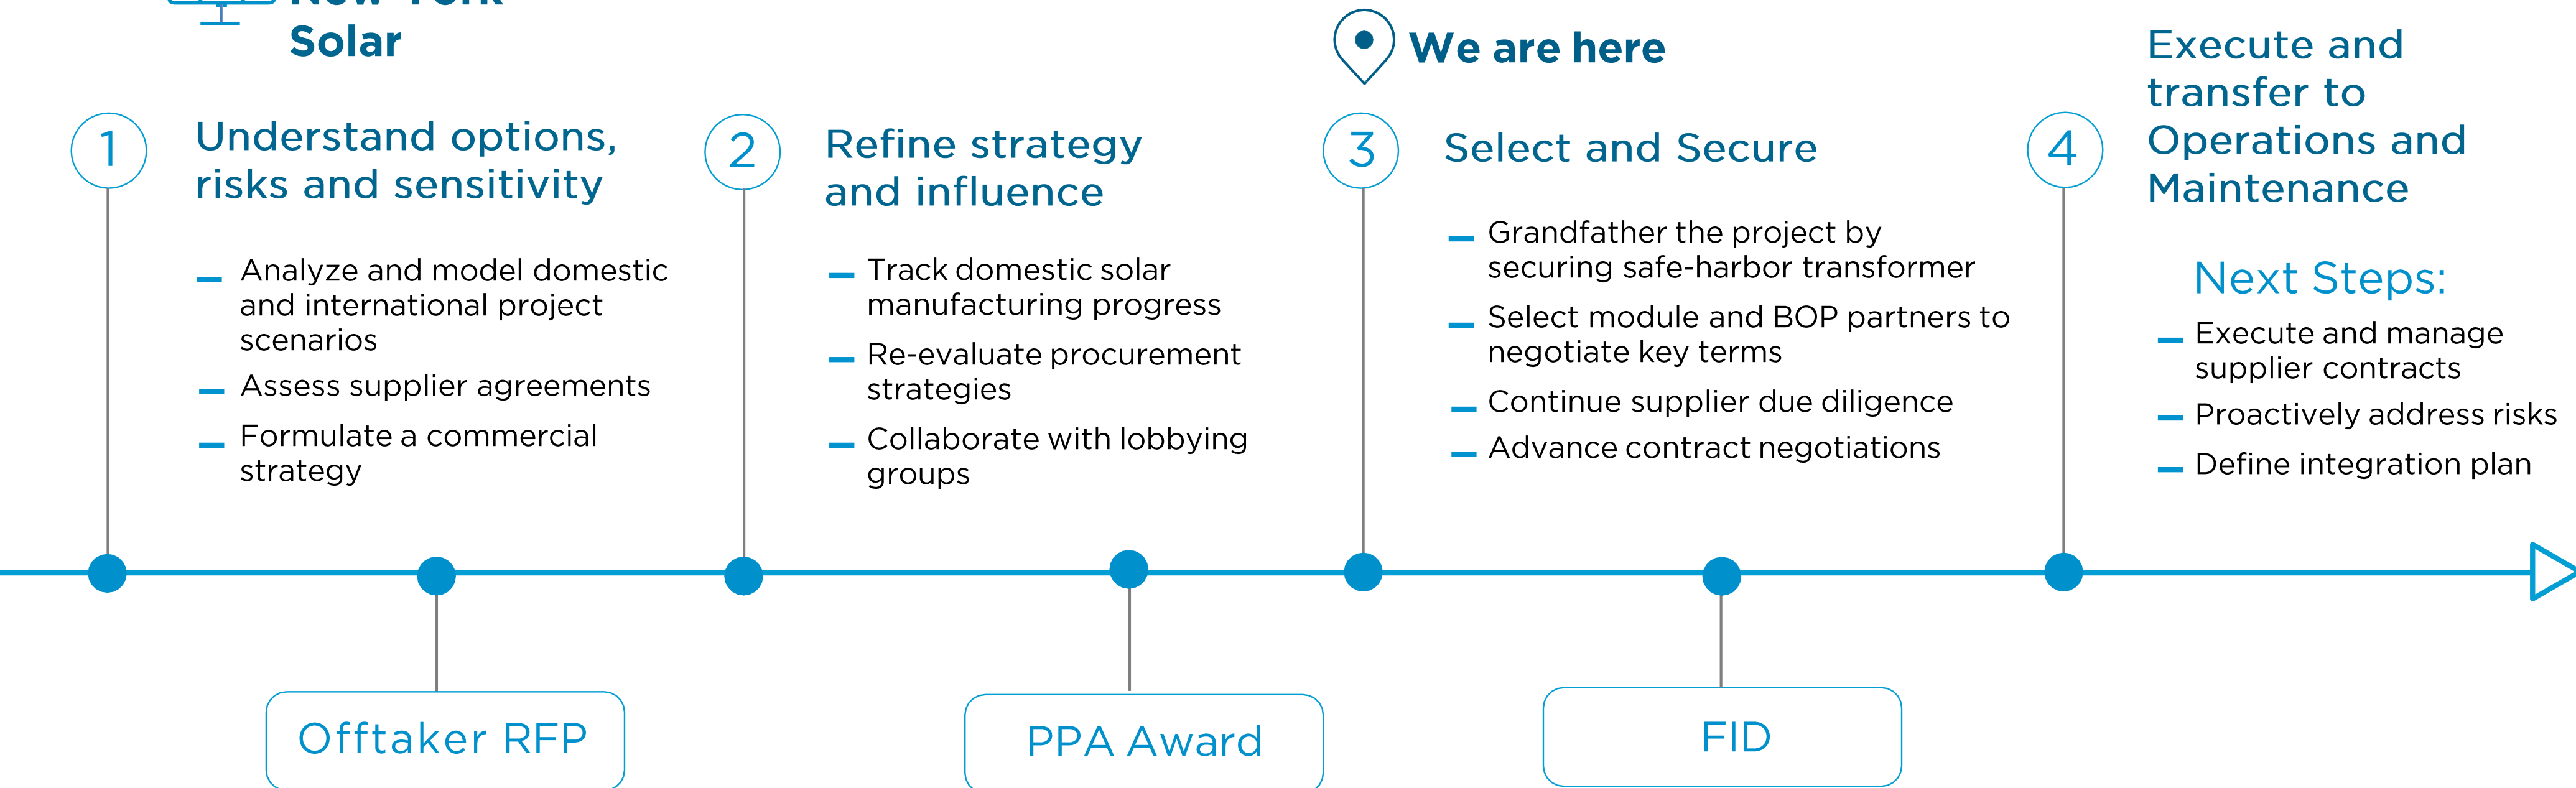 New York
Solar
We are here
1
Understand options,
risks and sensitivity
Analyze and model domestic
and international project
scenarios
Assess supplier agreements
Formulate a commercial
strategy
2
Refine strategy
and influence
Track domestic solar
manufacturing progress
Re-evaluate procurement
strategies
Collaborate with lobbying
groups
3
Select and Secure
Grandfather the project by
securing safe-harbor transformer
Select module and BOP partners to
negotiate key terms
Continue supplier due diligence
Advance contract negotiations
4
Execute and
transfer to
Operations and
Maintenance
Next Steps:
Execute and manage
supplier contracts
Proactively address risks
Define integration plan
Offtaker RFP
PPA Award
FID